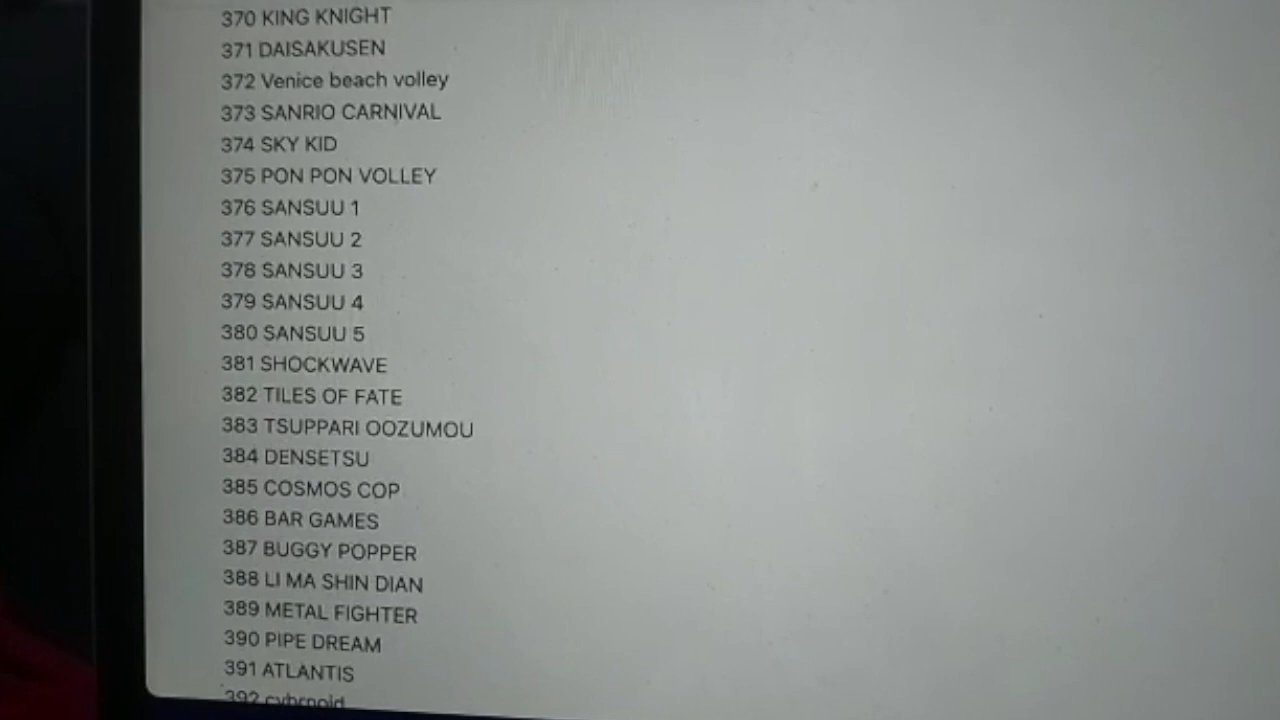 370 KING KNIGHT
371 DAISAKUSEN
372 Venice beach volley
373 SANRIO CARNIVAL
374 SKY KID
375 PON PON VOLLEY
376 SANSUU 1
377 SANSUU 2
378 SANSUU 3
379 SANSUU 4
380 SANSUU 5
381 SHOCKWAVE
382 TILES OF FATE
383 TSUPPARI OOZUMOU
384 DENSETSU
385 COSMOS COP
386 BAR GAMES
387 BUGGY POPPER
388 LI MA SHIN DIAN
389 METAL FIGHTER
390 PIPE DREAM
391 ATLANTIS
392